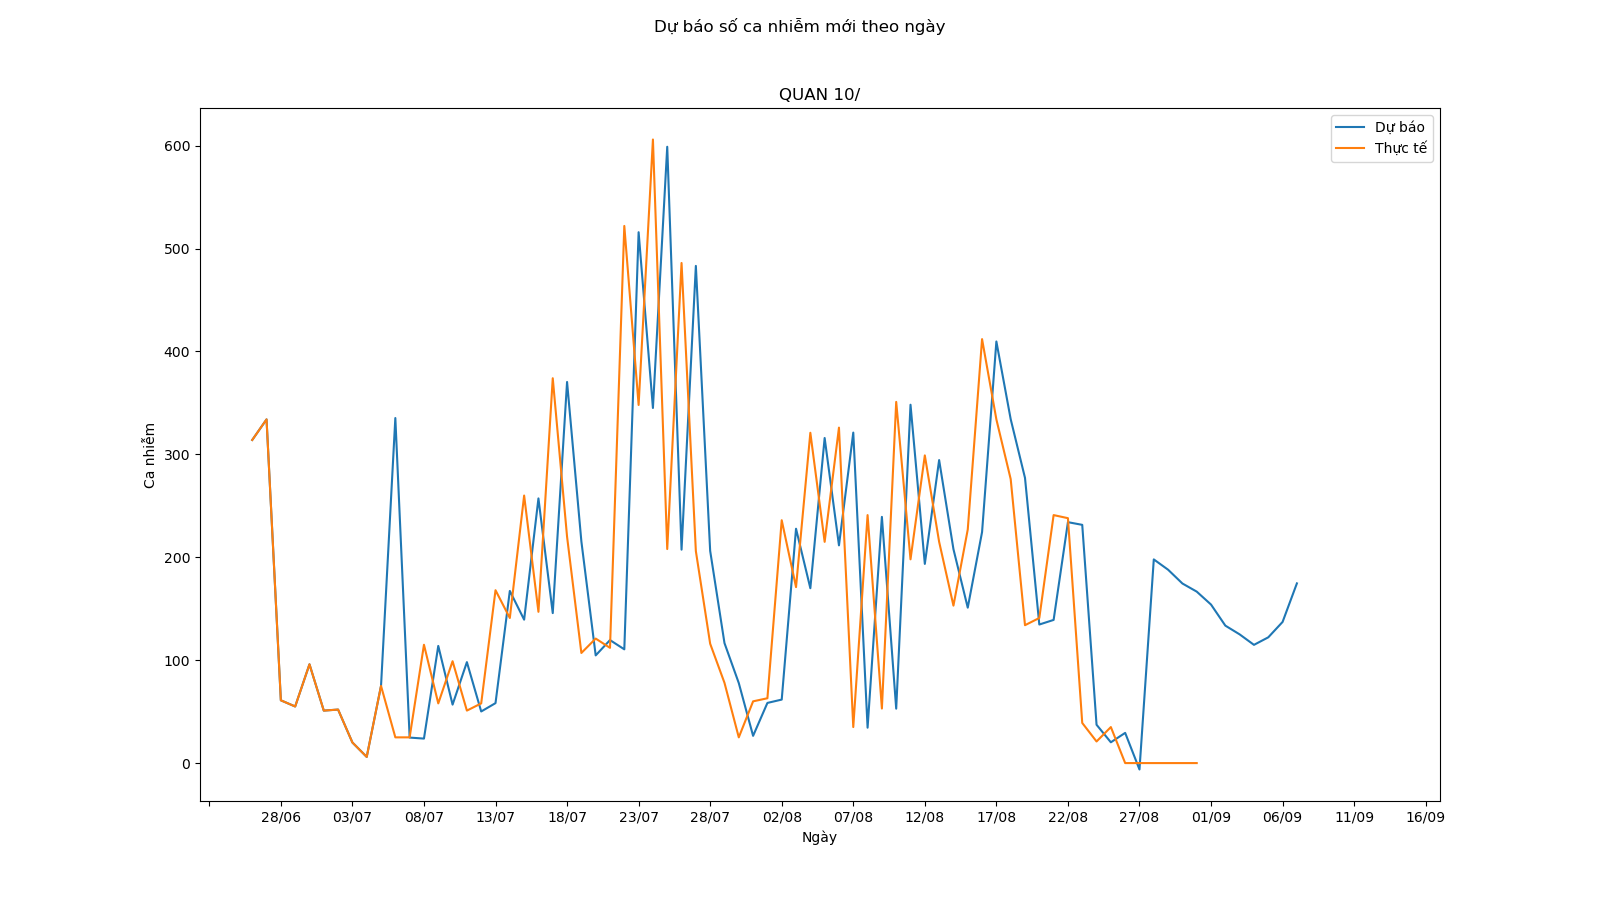 Dự báo số ca nhiễm mới theo ngày
QUAN 10/
Dự báo
Thực tế
600
500
400
300
200
100
0
Ca nhiễm
28/06 03/07 08/07 13/07 18/07 23/07 28/07 02/08 07/08 12/08 17/08 22/08 27/08 01/09 06/09 11/09 16/09
Ngày